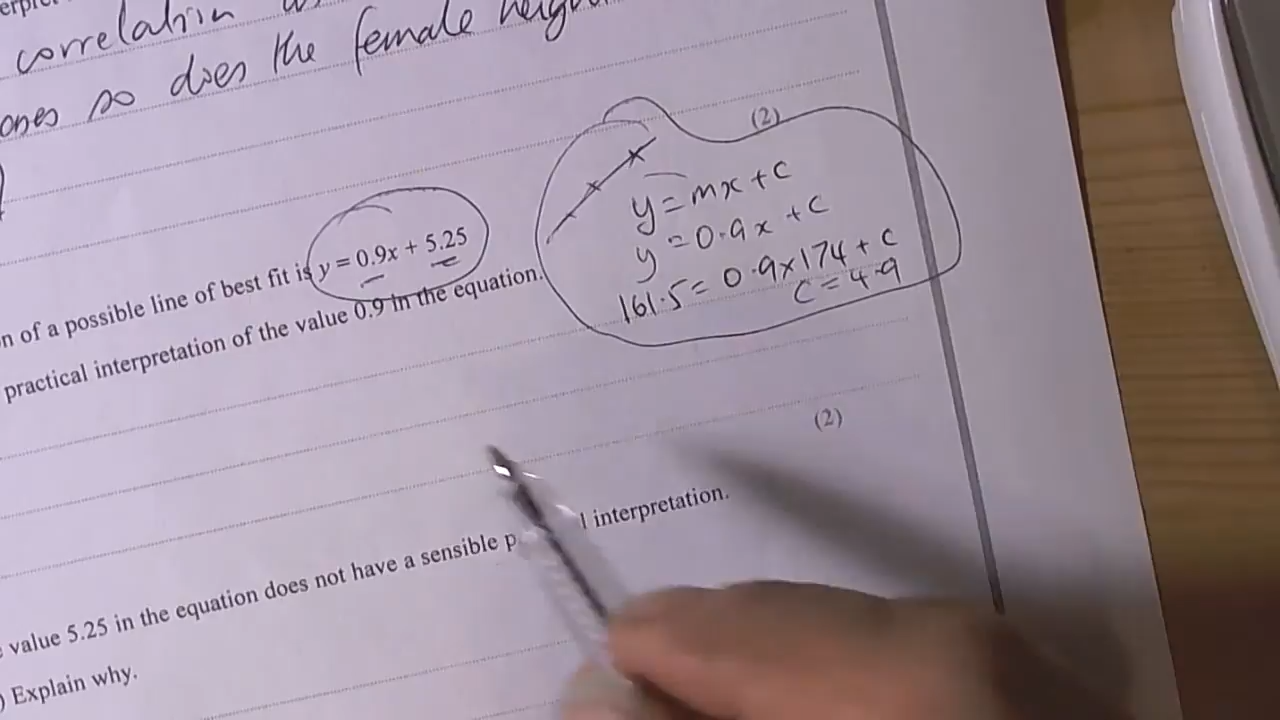 correlation
ones so does the female
(2)
y = mx + c
y = 0.9x + c
161.5 = 0.9x174 + c
c = 4.9
n of a possible line of best fit is y = 0.9x + 5.25
practical interpretation of the value 0.9 in the equation.
(2)
value 5.25 in the equation does not have a sensible p l interpretation.
) Explain why.